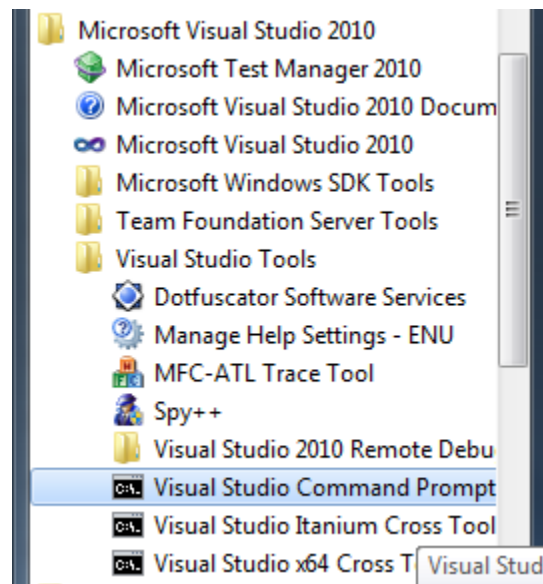 Microsoft Visual Studio 2010
Microsoft Test Manager 2010
Microsoft Visual Studio 2010 Docum
Microsoft Visual Studio 2010
Microsoft Windows SDK Tools
Team Foundation Server Tools
Visual Studio Tools
Dotfuscator Software Services
Manage Help Settings - ENU
MFC-ATL Trace Tool
Spy++
Visual Studio 2010 Remote Debu
Visual Studio Command Prompt
Visual Studio Itanium Cross Tool
Visual Studio x64 Cross T
Visual Stud